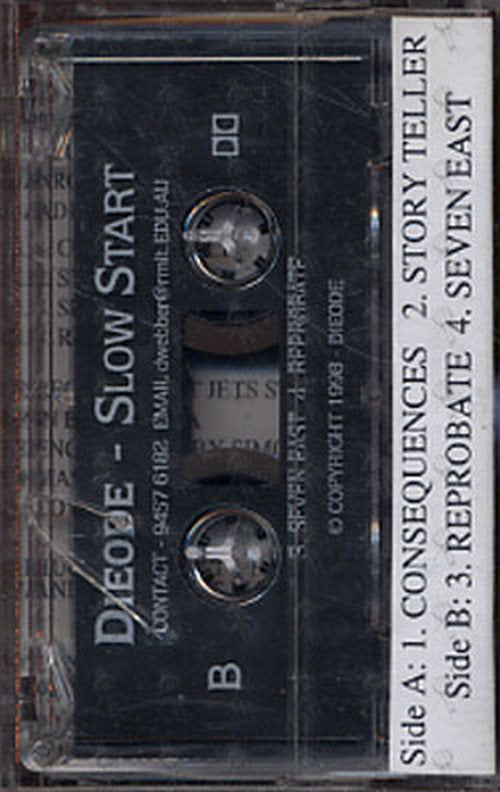 DIEODE - SLOW START
CONTACT - 9457 6182 EMAIL dwebber@rmit.EDU.AU
B
JETS
3. SEVEN EAST 4. REPROBATE
© COPYRIGHT 1998 - DIEODE
Side A: 1. CONSEQUENCES 2. STORY TELLER
Side B: 3. REPROBATE 4. SEVEN EAST